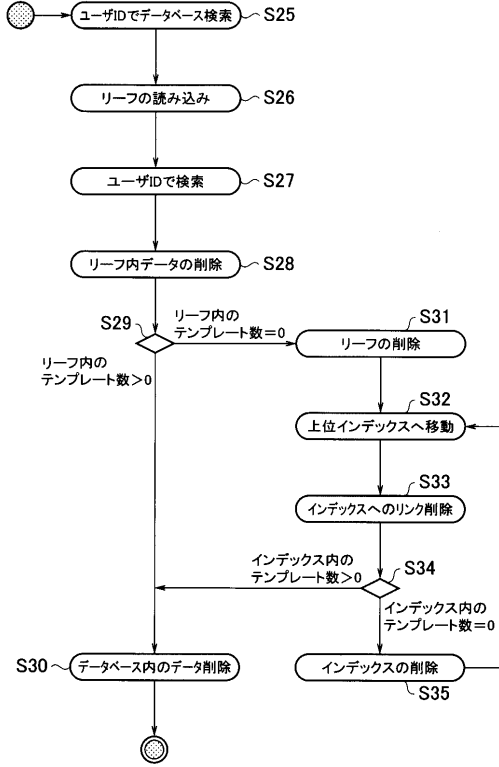 ユーザIDでデータベース検索 S25
リーフの読み込み S26
ユーザIDで検索 S27
リーフ内データの削除 S28
S29
リーフ内の
テンプレート数=0
リーフ内の
テンプレート数>0
S31
リーフの削除
S32
上位インデックスへ移動
S33
インデックスへのリンク削除
インデックス内の
テンプレート数>0
S34
インデックス内の
テンプレート数=0
S30 データベース内のデータ削除
インデックスの削除
S35